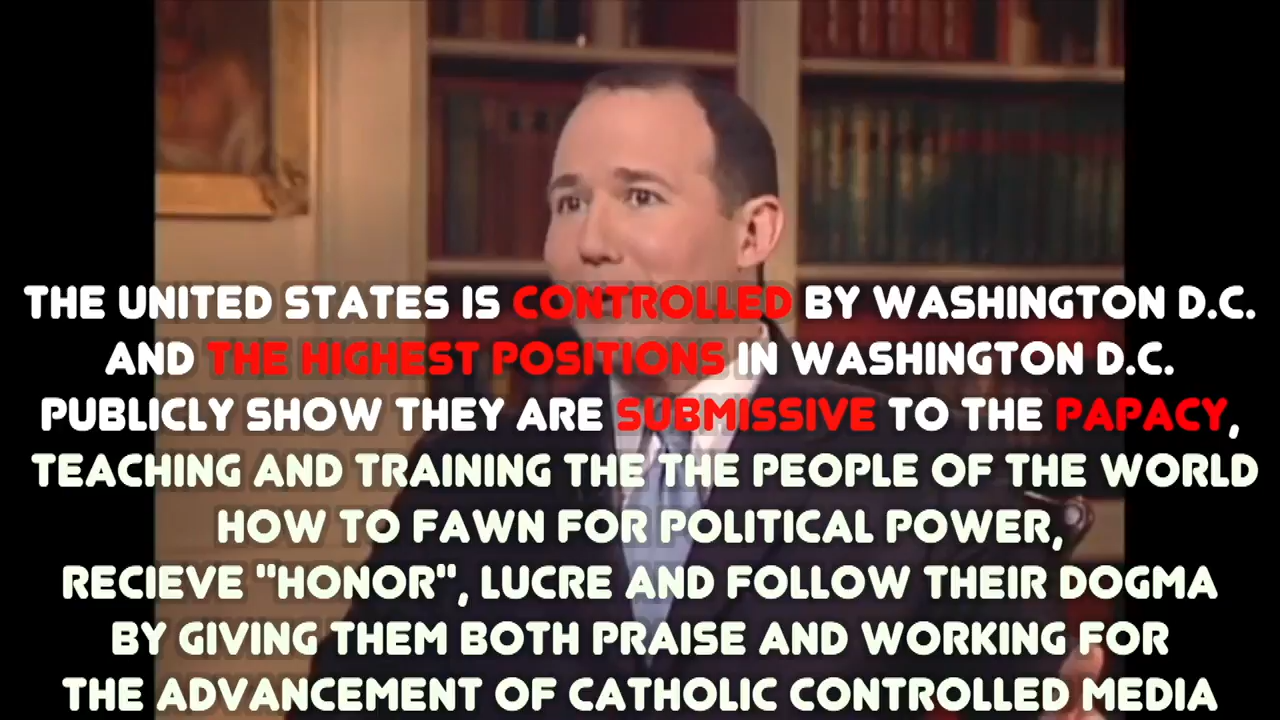 THE UNITED STATES IS CONTROLLED BY WASHINGTON D.C.
AND THE HIGHEST POSITIONS IN WASHINGTON D.C.
PUBLICLY SHOW THEY ARE SUBMISSIVE TO THE PAPACY,
TEACHING AND TRAINING THE THE PEOPLE OF THE WORLD
HOW TO FAWN FOR POLITICAL POWER,
RECIEVE "HONOR", LUCRE AND FOLLOW THEIR DOGMA
BY GIVING THEM BOTH PRAISE AND WORKING FOR
THE ADVANCEMENT OF CATHOLIC CONTROLLED MEDIA